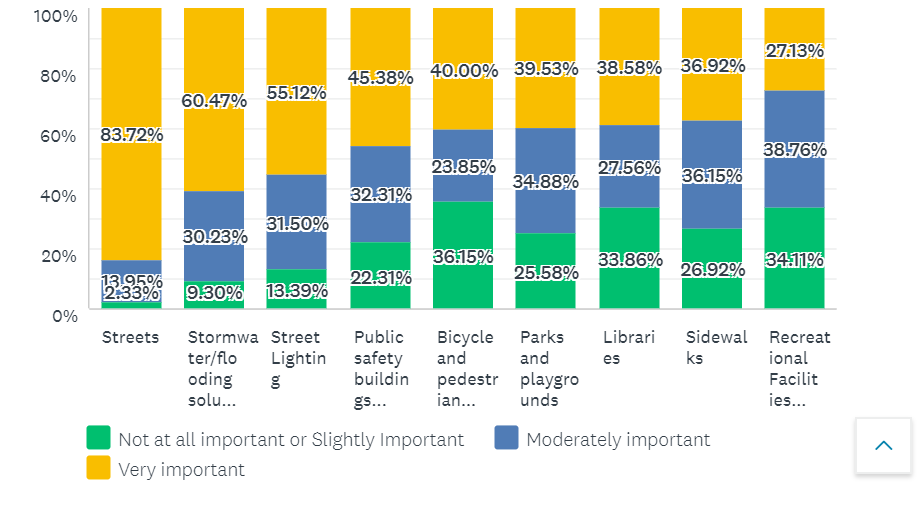 100%
80%
60%
40%
20%
0%
83.72%
60.47%
55.12%
45.38%
40.00%
39.53%
38.58%
36.92%
27.13%
13.95%
30.23%
31.50%
32.31%
23.85%
34.88%
27.56%
36.15%
38.76%
2.33%
9.30%
13.39%
22.31%
36.15%
25.58%
33.86%
26.92%
34.11%
Streets
Stormwa
ter/flo
oding
solu...
Street
Lightin
g
Public
safety
buildin
gs...
Bicycle
and
pedestr
ian...
Parks
and
playgro
unds
Librari
es
Sidewal
ks
Recreat
ional
Facilit
ies...
Not at all important or Slightly Important
Moderately important
Very important